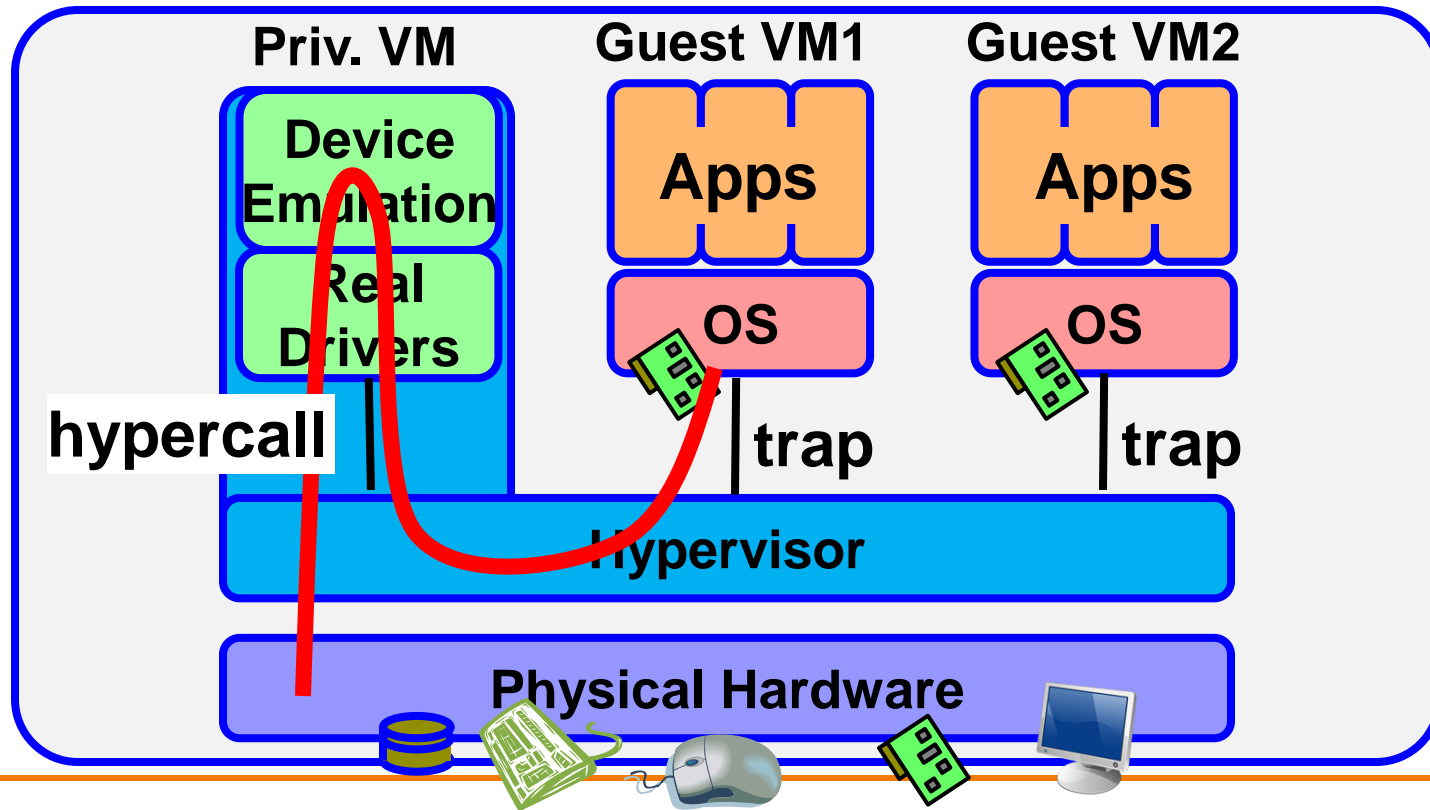 Priv. VM
Guest VM1
Guest VM2
Device
Emulation
Apps
Apps
Real
Drivers
OS
OS
hypercall
trap
trap
Hypervisor
Physical Hardware